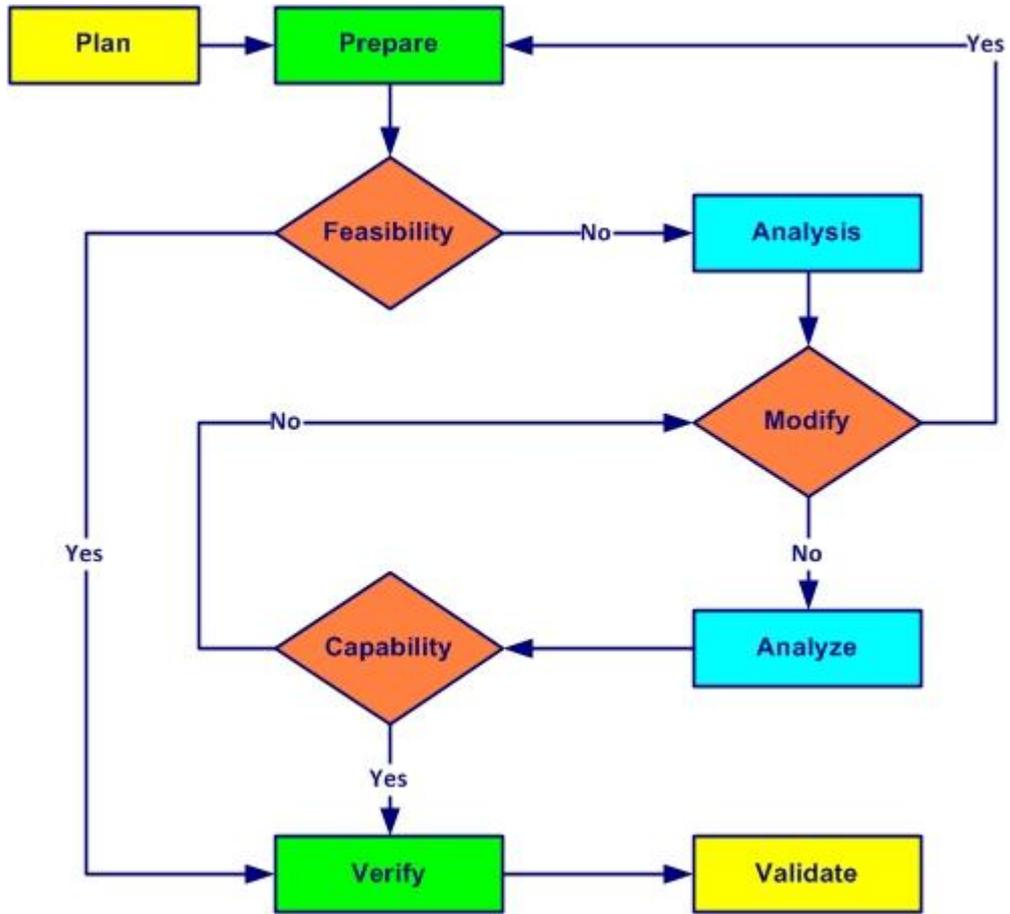 Plan
Prepare
Yes
Feasibility
No
Analysis
No
Modify
Yes
No
Capability
Analyze
Yes
Verify
Validate